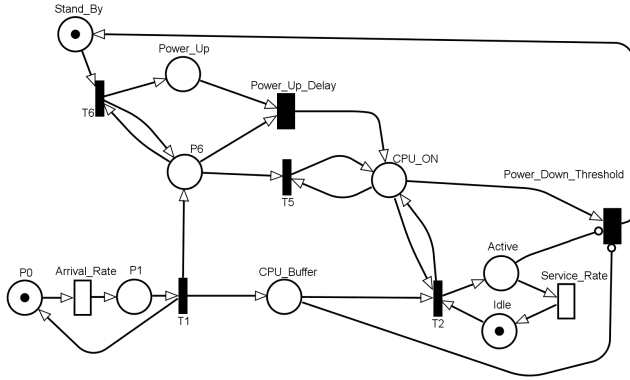 Stand_By
Power_Up
Power_Up_Delay
T6
P6
CPU_ON
Power_Down_Threshold
T5
Active
P0
Arrival_Rate
P1
CPU_Buffer
Service_Rate
Idle
T1
T2